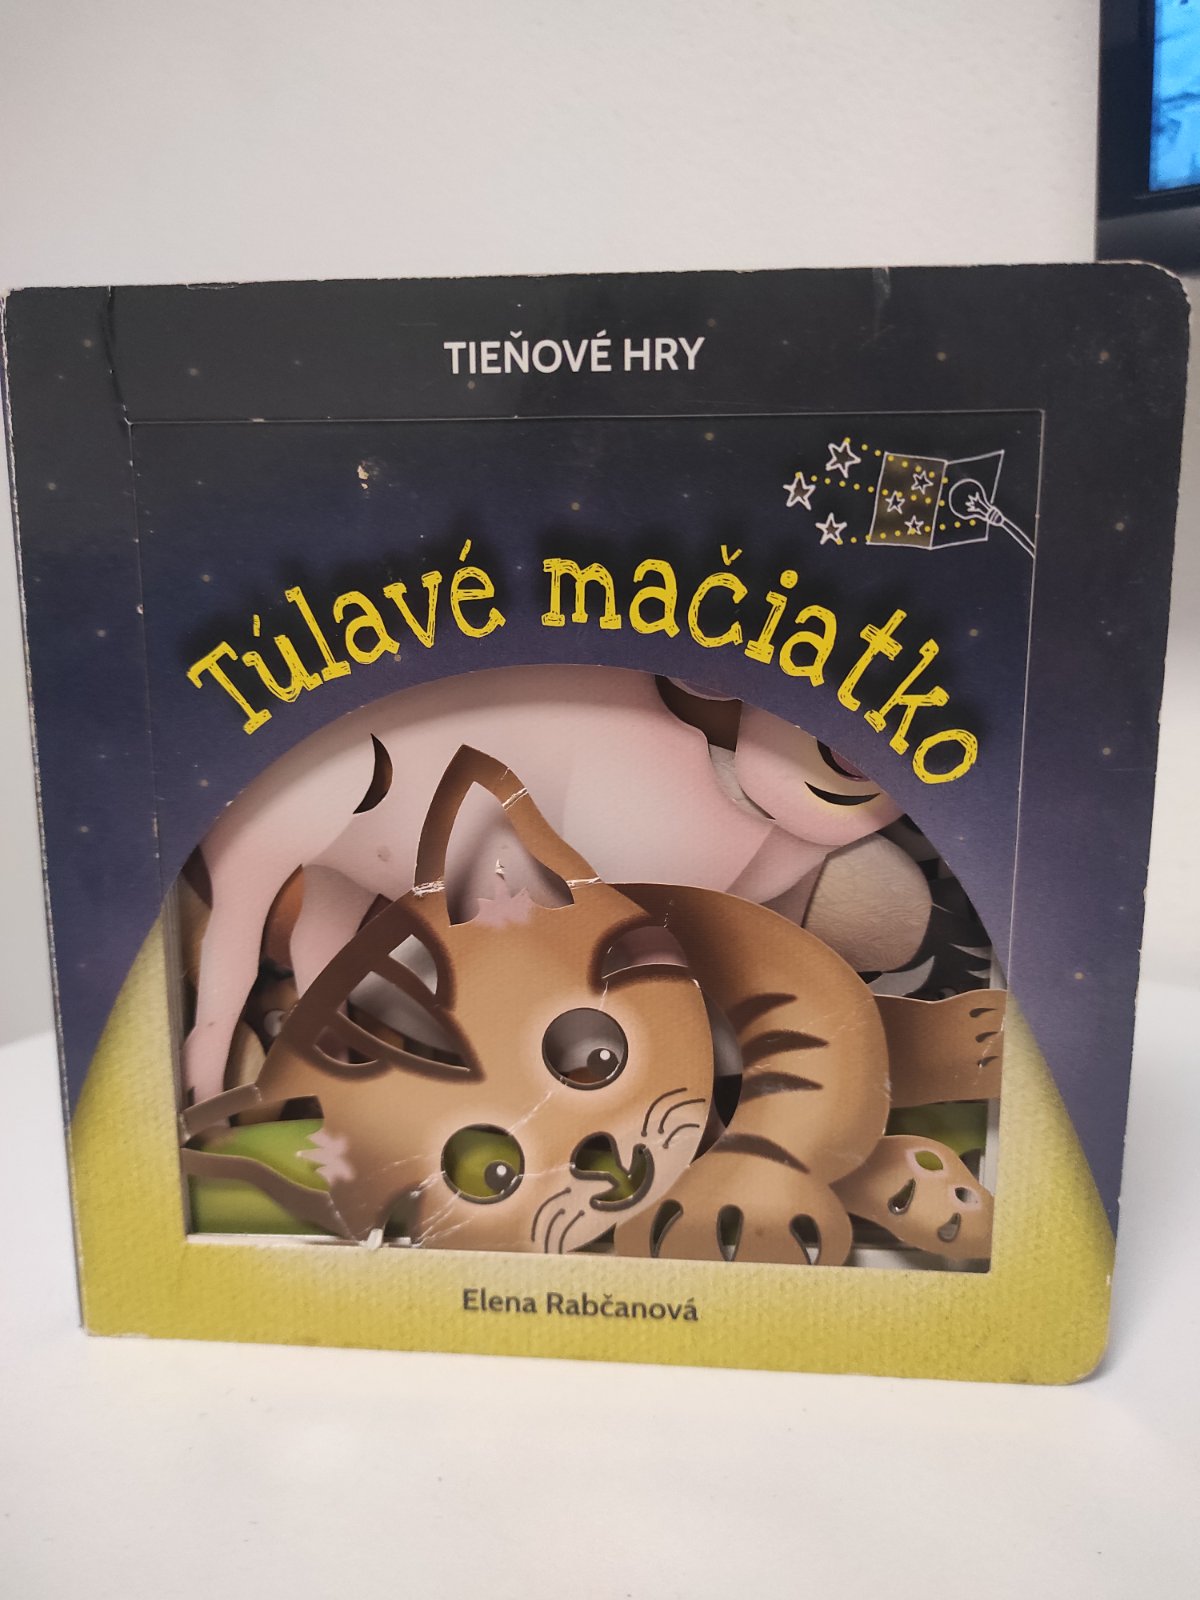 TIEŇOVÉ HRY
Túlavé mačiatko
Elena Rabčanová